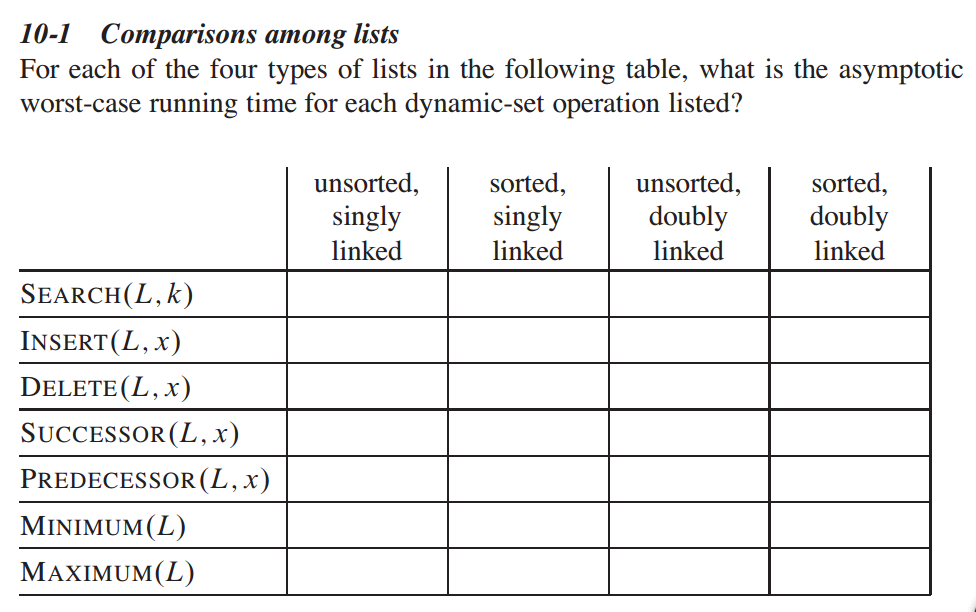 10-1 Comparisons among lists
For each of the four types of lists in the following table, what is the asymptotic
worst-case running time for each dynamic-set operation listed?
unsorted, singly linked
sorted, singly linked
unsorted, doubly linked
sorted, doubly linked
SEARCH(L, k)
INSERT(L, x)
DELETE(L, x)
SUCCESSOR(L, x)
PREDECESSOR(L, x)
MINIMUM(L)
MAXIMUM(L)